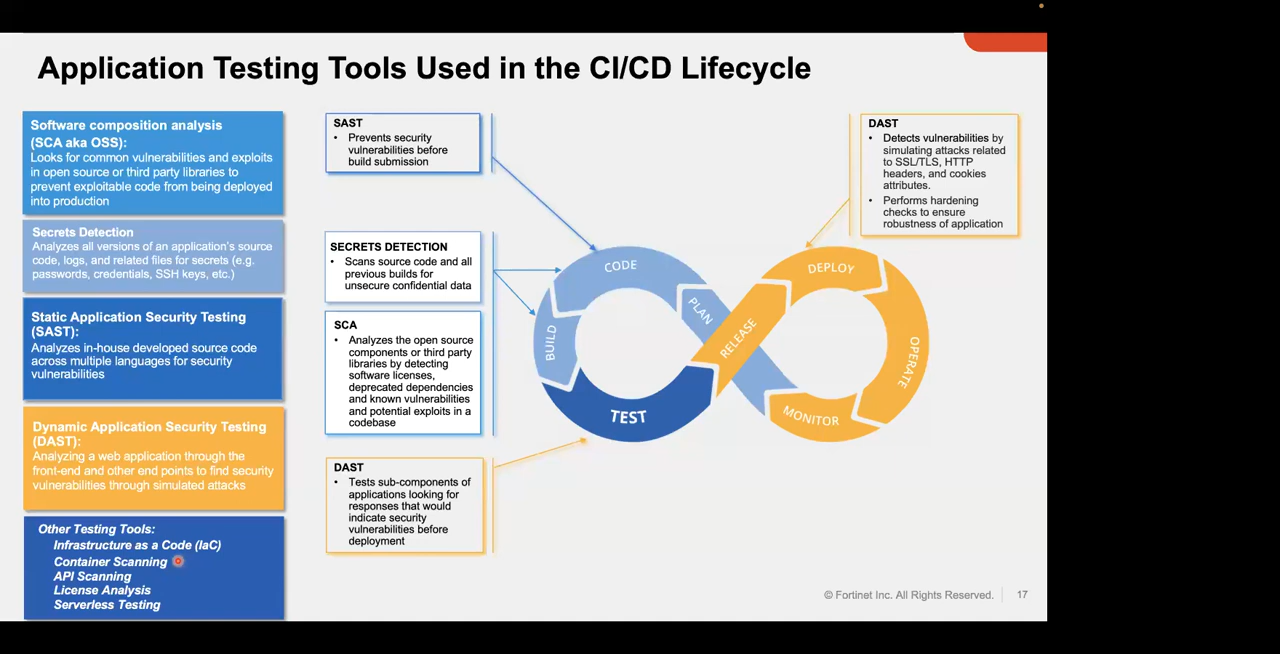 Application Testing Tools Used in the CI/CD Lifecycle
Software composition analysis
(SCA aka OSS):
Looks for common vulnerabilities and exploits
in open source or third party libraries to
prevent exploitable code from being deployed
into production
Secrets Detection
Analyzes all versions of an application's source
code, logs, and related files for secrets (e.g.
passwords, credentials, SSH keys, etc.)
Static Application Security Testing
(SAST):
Analyzes in-house developed source code
across multiple languages for security
vulnerabilities
Dynamic Application Security Testing
(DAST):
Analyzing a web application through the
front-end and other end points to find security
vulnerabilities through simulated attacks
Other Testing Tools:
Infrastructure as a Code (IaC)
Container Scanning
API Scanning
License Analysis
Serverless Testing
SAST
• Prevents security
vulnerabilities before
build submission
SECRETS DETECTION
• Scans source code and all
previous builds for
unsecure confidential data
SCA
• Analyzes the open source
components or third party
libraries by detecting
software licenses,
deprecated dependencies
and known vulnerabilities
and potential exploits in a
codebase
DAST
• Tests sub-components of
applications looking for
responses that would
indicate security
vulnerabilities before
deployment
CODE
PLAN
BUILD
TEST
RELEASE
DEPLOY
OPERATE
MONITOR
DAST
• Detects vulnerabilities by
simulating attacks related
to SSL/TLS, HTTP
headers, and cookies
attributes.
• Performs hardening
checks to ensure
robustness of application
© Fortinet Inc. All Rights Reserved.
17